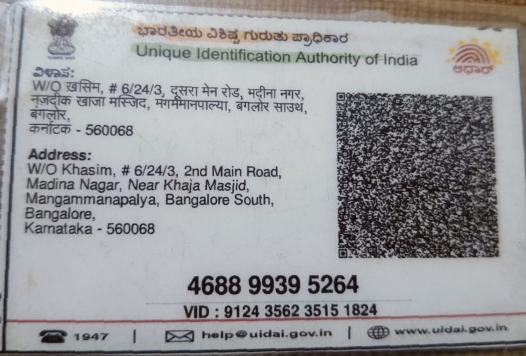 ಭಾರತೀಯ ವಿಶಿಷ್ಟ ಗುರುತು ಪ್ರಾಧಿಕಾರ
Unique Identification Authority of India
ಆಧಾರ್
ವಿಳಾಸ:
W/O खसिम, # 6/24/3, दूसरा मेन रोड, मदीना नगर,
नजदीक खाजा मस्जिद, मंगममानपाल्या, बंगलोर साउथ,
बंगलोर,
कर्नाटक - 560068
Address:
W/O Khasim, # 6/24/3, 2nd Main Road,
Madina Nagar, Near Khaja Masjid,
Mangammanapalya, Bangalore South,
Bangalore,
Karnataka - 560068
4688 9939 5264
VID : 9124 3562 3515 1824
1947 | help@uidai.gov.in | www.uidai.gov.in